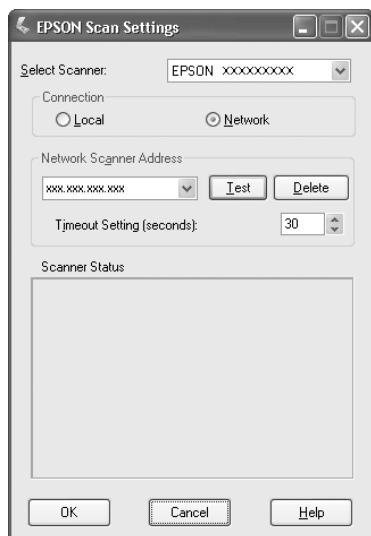 EPSON Scan Settings
Select Scanner: EPSON xxxxxxxxx
Connection
Local Network
Network Scanner Address
xxx.xxx.xxx.xxx Test Delete
Timeout Setting (seconds): 30
Scanner Status
OK Cancel Help